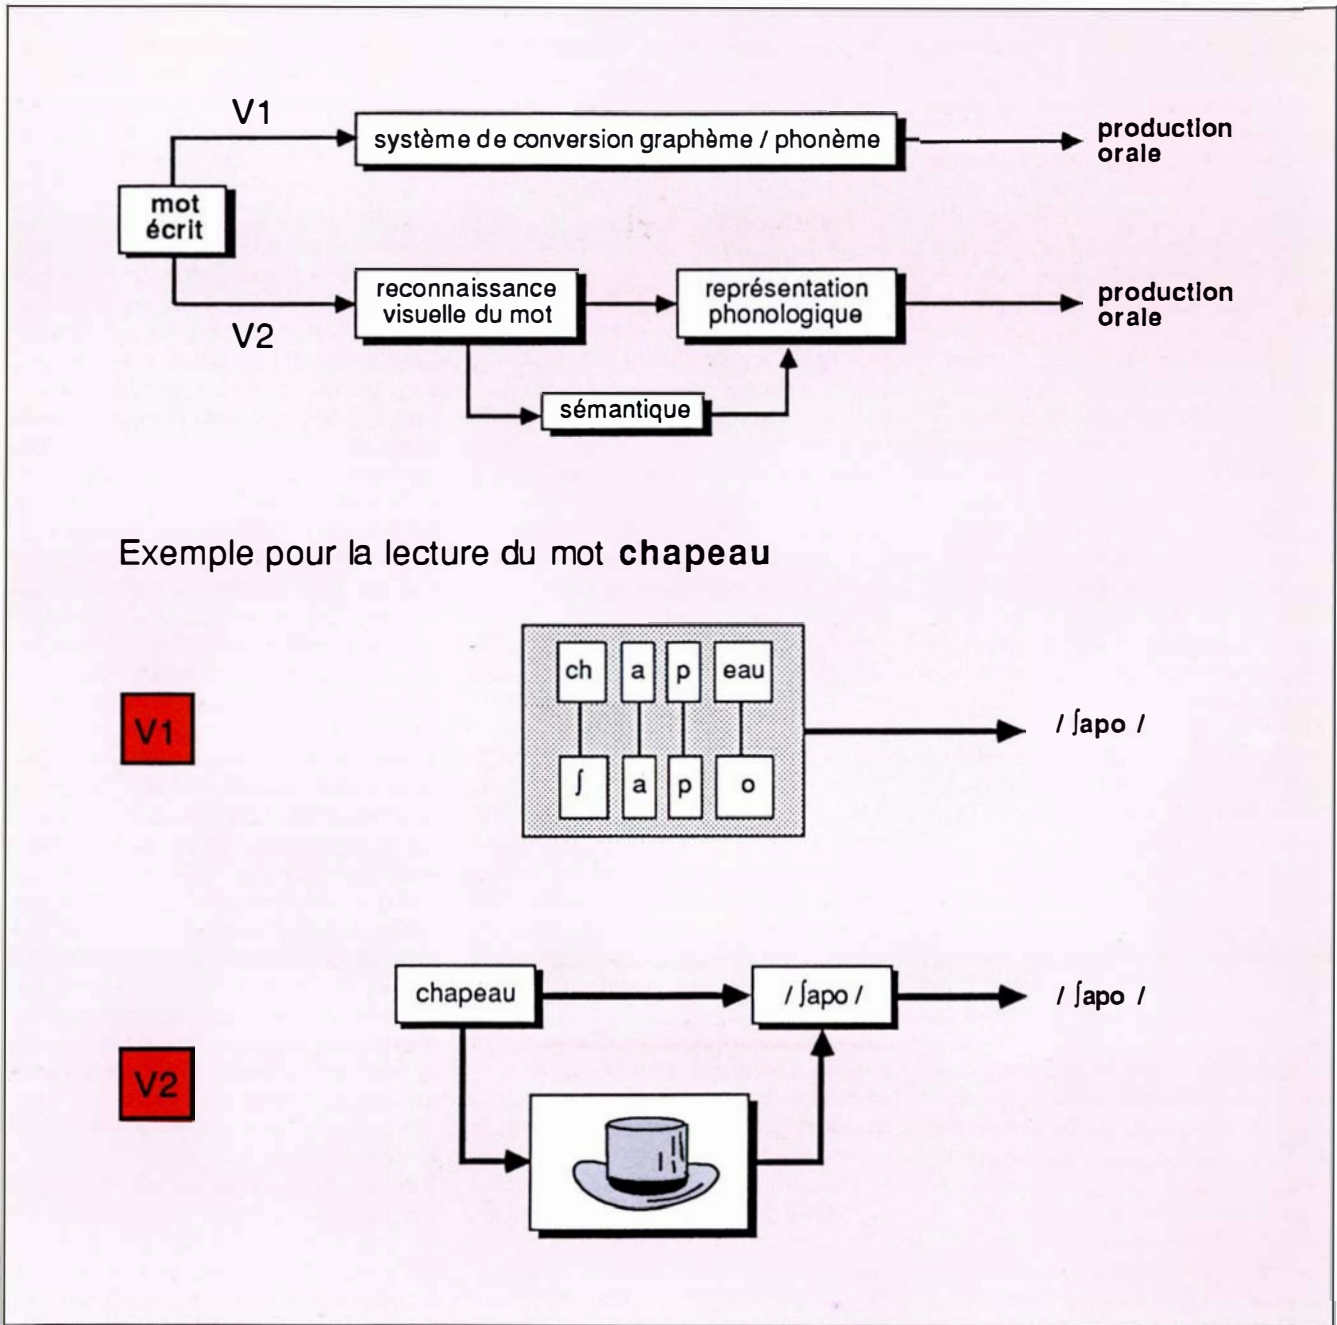 V1
système de conversion graphème / phonème
production
orale
mot
écrit
reconnaissance
visuelle du mot
représentation
phonologique
production
orale
V2
sémantique
Exemple pour la lecture du mot chapeau
ch a p eau
V1
/ ʃapo /
ʃ a p o
chapeau
/ ʃapo /
/ ʃapo /
V2